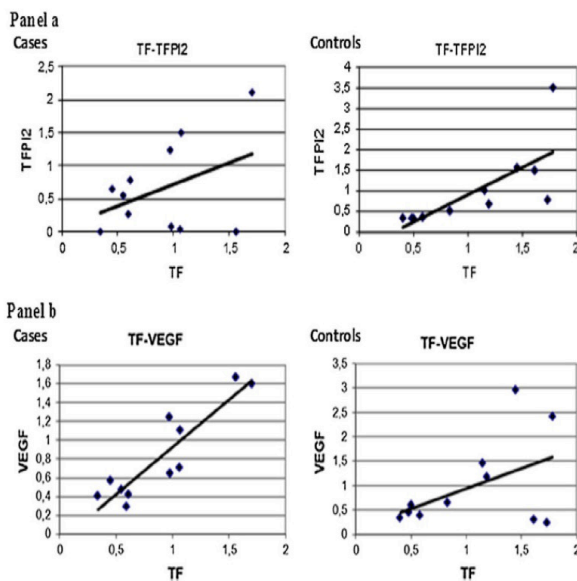 Panel a
Cases
TF-TFPI2
TFPI2
2,5
2
1,5
1
0,5
0
0
0,5
1
1,5
2
TF
Controls
TF-TFPI2
TFPI2
4
3,5
3
2,5
2
1,5
1
0,5
0
0
0,5
1
1,5
2
TF
Panel b
Cases
TF-VEGF
VEGF
1,8
1,6
1,4
1,2
1
0,8
0,6
0,4
0,2
0
0
0,5
1
1,5
2
TF
Controls
TF-VEGF
VEGF
3,5
3
2,5
2
1,5
1
0,5
0
0
0,5
1
1,5
2
TF